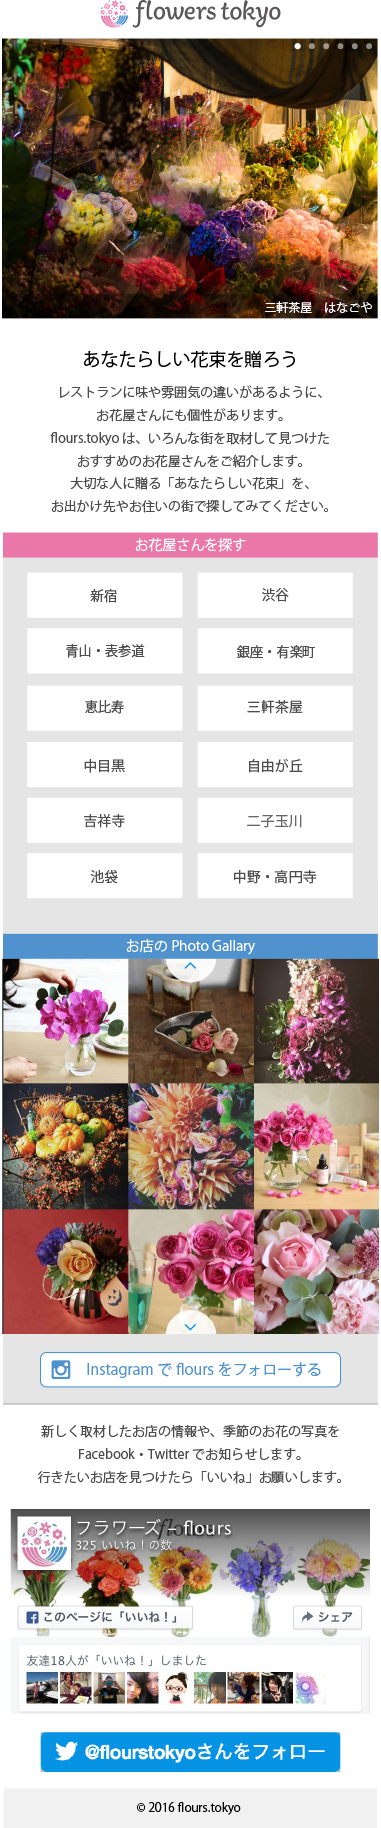 flowers tokyo
三軒茶屋　はなごや
あなたらしい花束を贈ろう
レストランに味や雰囲気の違いがあるように、
お花屋さんにも個性があります。
flours.tokyo は、いろんな街を取材して見つけた
おすすめのお花屋さんをご紹介します。
大切な人に贈る「あなたらしい花束」を、
お出かけ先やお住いの街で探してみてください。
お花屋さんを探す
新宿
渋谷
青山・表参道
銀座・有楽町
恵比寿
三軒茶屋
中目黒
自由が丘
吉祥寺
二子玉川
池袋
中野・高円寺
お店の Photo Gallary
Instagram で flours をフォローする
新しく取材したお店の情報や、季節のお花の写真を
Facebook・Twitter でお知らせします。
行きたいお店を見つけたら「いいね」お願いします。
フラワーズ - flours
325 いいね！の数
このページに「いいね！」
シェア
友達18人が「いいね！」しました
@flourstokyoさんをフォロー
© 2016 flours.tokyo